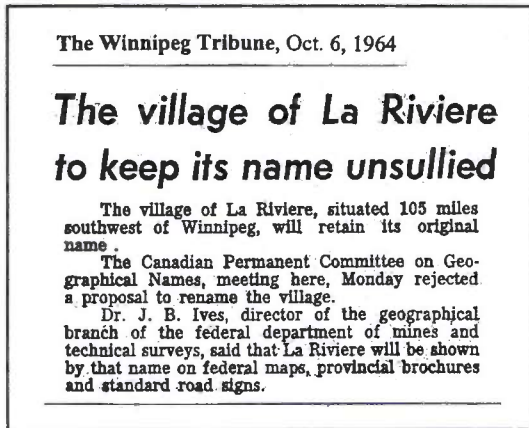 The Winnipeg Tribune, Oct. 6, 1964
The village of La Riviere
to keep its name unsullied
The village of La Riviere, situated 105 miles
southwest of Winnipeg, will retain its original
name .
The Canadian Permanent Committee on Geo-
graphical Names, meeting here, Monday rejected
a proposal to rename the village.
Dr. J. B. Ives, director of the geographical
branch of the federal department of mines and
technical surveys, said that La Riviere will be shown
by that name on federal maps, provincial brochures
and standard road signs.